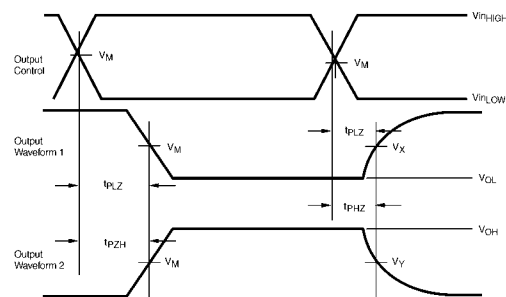 VinHIGH
VM
VM
Output
Control
VinLOW
Output
Waveform 1
VM
tPLZ
VX
tPLZ
VOL
tPHZ
tPZH
VOH
Output
Waveform 2
VM
VY